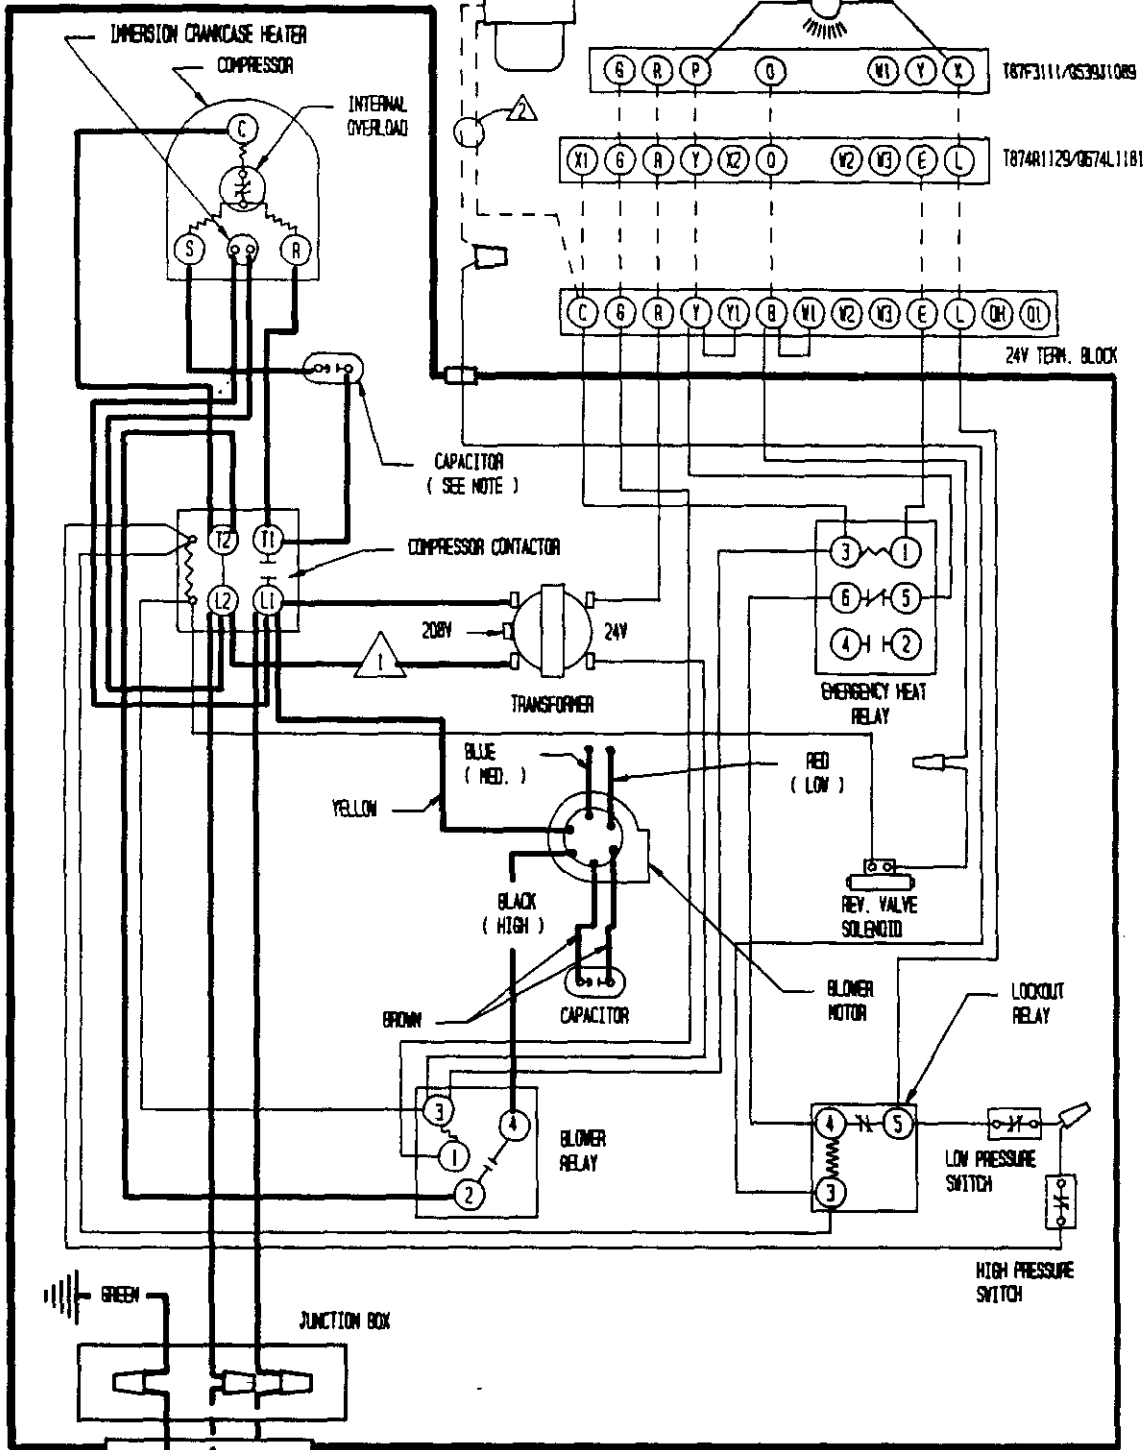 IMMERSION CRANKCASE HEATER
COMPRESSOR
INTERNAL
OVERLOAD
C
S
R
2
G R P O W1 Y X
T87F3111/Q539J1089
X1 G R Y X2 O W2 W3 E L
T874R1129/Q674L1181
C G R Y Y1 B W1 W2 W3 E L OH O1
24V TERM. BLOCK
CAPACITOR
( SEE NOTE )
T2 T1
COMPRESSOR CONTACTOR
L2 L1
3 1
6 5
4 2
EMERGENCY HEAT
RELAY
208V
24V
1
TRANSFORMER
BLUE
( MED. )
RED
( LOW )
YELLOW
BLACK
( HIGH )
REV. VALVE
SOLENOID
BLOWER
MOTOR
LOCKOUT
RELAY
BROWN
CAPACITOR
3
4
1
2
BLOWER
RELAY
4 5
3
LOW PRESSURE
SWITCH
HIGH PRESSURE
SWITCH
GREEN
JUNCTION BOX